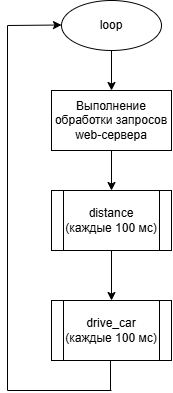 loop
Выполнение
обработки запросов
web-сервера
distance
(каждые 100 мс)
drive_car
(каждые 100 мс)